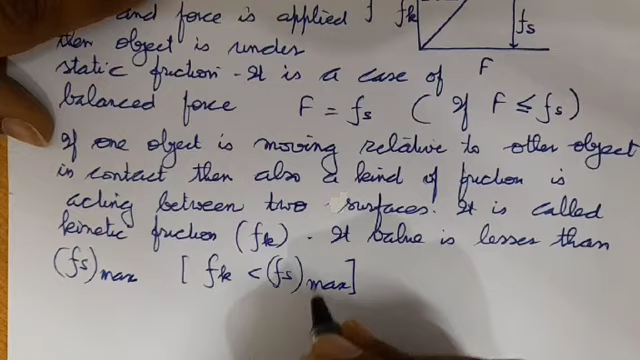 and force is applied f fk
fs
then object is under
static friction. It is a case of F
balanced force F = fs ( If F ≤ fs)
If one object is moving relative to other object
in contact then also a kind of friction is
acting between two surfaces. It is called
kinetic friction (fk). It value is lesser than
(fs)max [ fk < (fs)max]